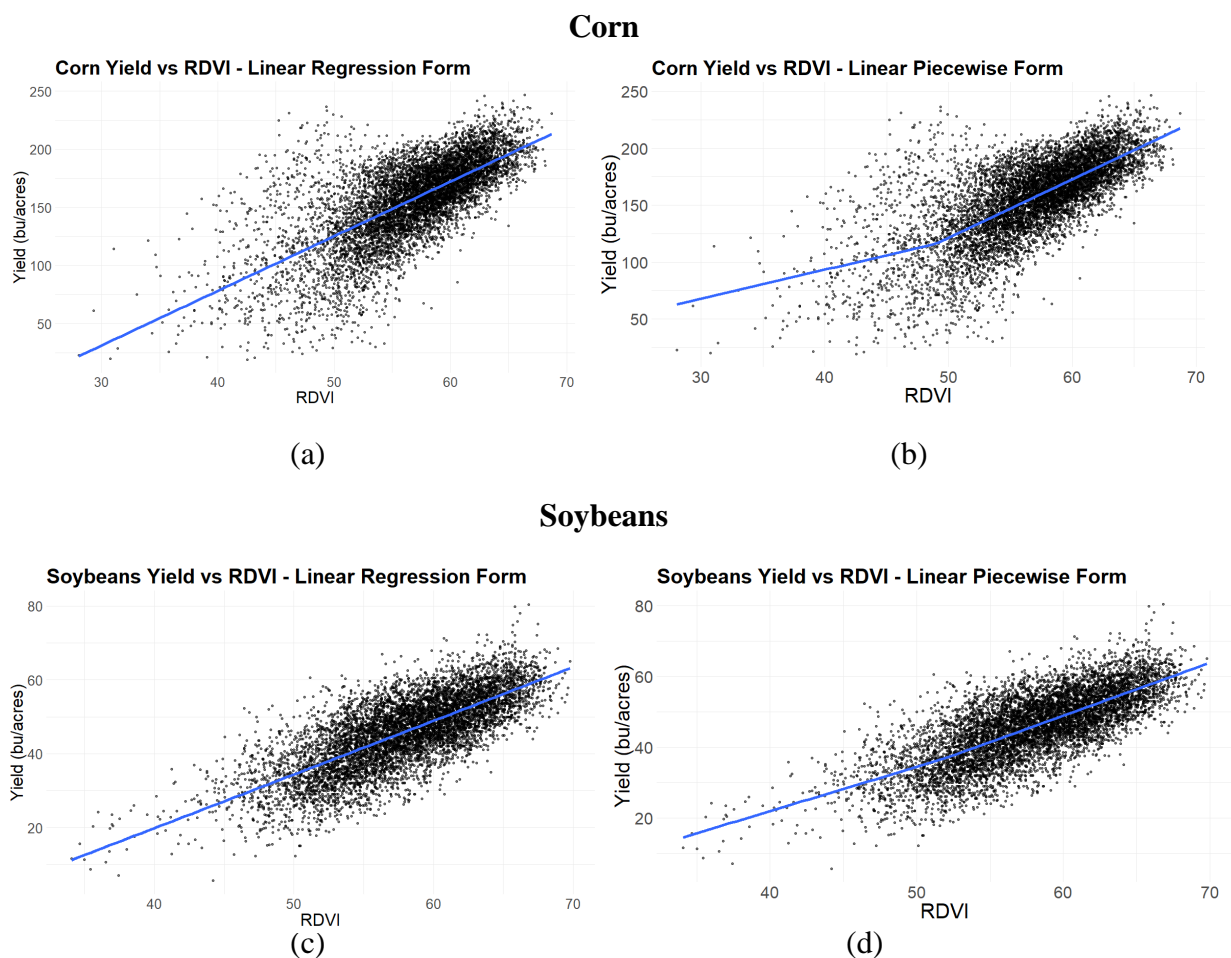 Corn
Corn Yield vs RDVI - Linear Regression Form
250
200
150
100
50
Yield (bu/acres)
30 40 50 60 70
RDVI
(a)
Corn Yield vs RDVI - Linear Piecewise Form
250
200
150
100
50
Yield (bu/acres)
30 40 50 60 70
RDVI
(b)
Soybeans
Soybeans Yield vs RDVI - Linear Regression Form
80
60
40
20
Yield (bu/acres)
40 50 60 70
RDVI
(c)
Soybeans Yield vs RDVI - Linear Piecewise Form
80
60
40
20
Yield (bu/acres)
40 50 60 70
RDVI
(d)